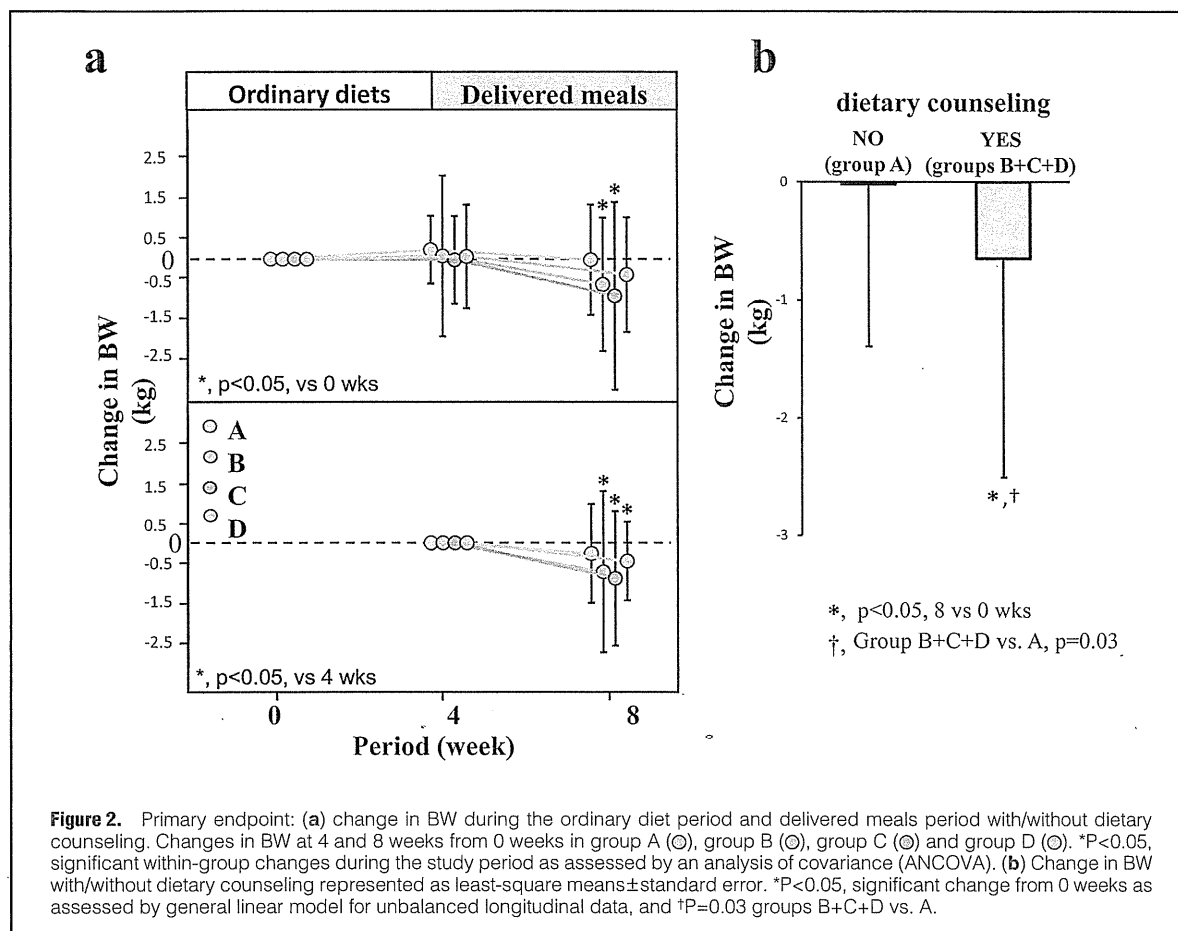 a
Ordinary diets
Delivered meals
2.5
1.5
0.5
0
-0.5
-1.5
-2.5
Change in BW
(kg)
* *
*, p<0.05, vs 0 wks
A
B
C
D
2.5
1.5
0.5
0
-0.5
-1.5
-2.5
* * *
*, p<0.05, vs 4 wks
0 4 8
Period (week)
b
dietary counseling
NO YES
(group A) (groups B+C+D)
0
-1
-2
-3
Change in BW
(kg)
*,†
*, p<0.05, 8 vs 0 wks
†, Group B+C+D vs. A, p=0.03
Figure 2. Primary endpoint: (a) change in BW during the ordinary diet period and delivered meals period with/without dietary
counseling. Changes in BW at 4 and 8 weeks from 0 weeks in group A (◎), group B (◎), group C (◎) and group D (◎). *P<0.05,
significant within-group changes during the study period as assessed by an analysis of covariance (ANCOVA). (b) Change in BW
with/without dietary counseling represented as least-square means±standard error. *P<0.05, significant change from 0 weeks as
assessed by general linear model for unbalanced longitudinal data, and †P=0.03 groups B+C+D vs. A.